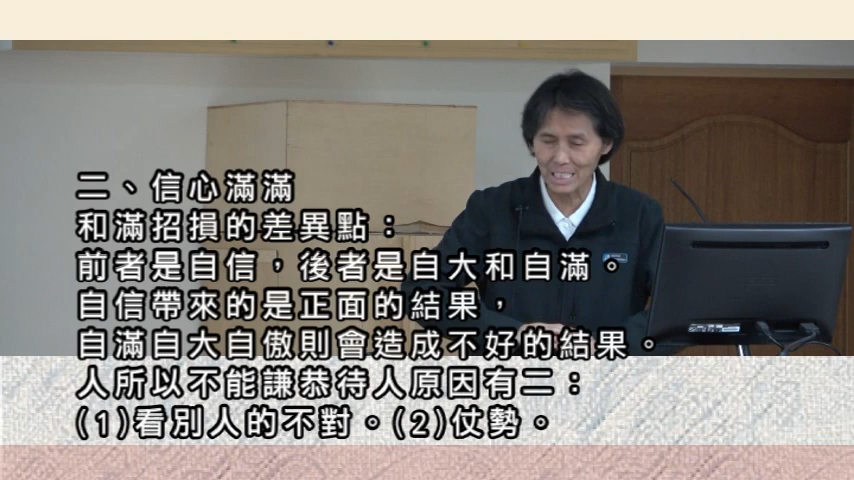 二、信心滿滿
和滿招損的差異點：
前者是自信，後者是自大和自滿。
自信帶來的是正面的結果，
自滿自大自傲則會造成不好的結果。
人所以不能謙恭待人原因有二：
(1)看別人的不對。(2)仗勢。